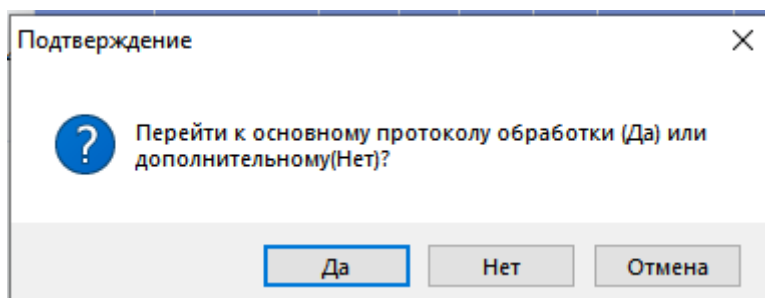 Подтверждение
Перейти к основному протоколу обработки (Да) или
дополнительному(Нет)?
Да
Нет
Отмена